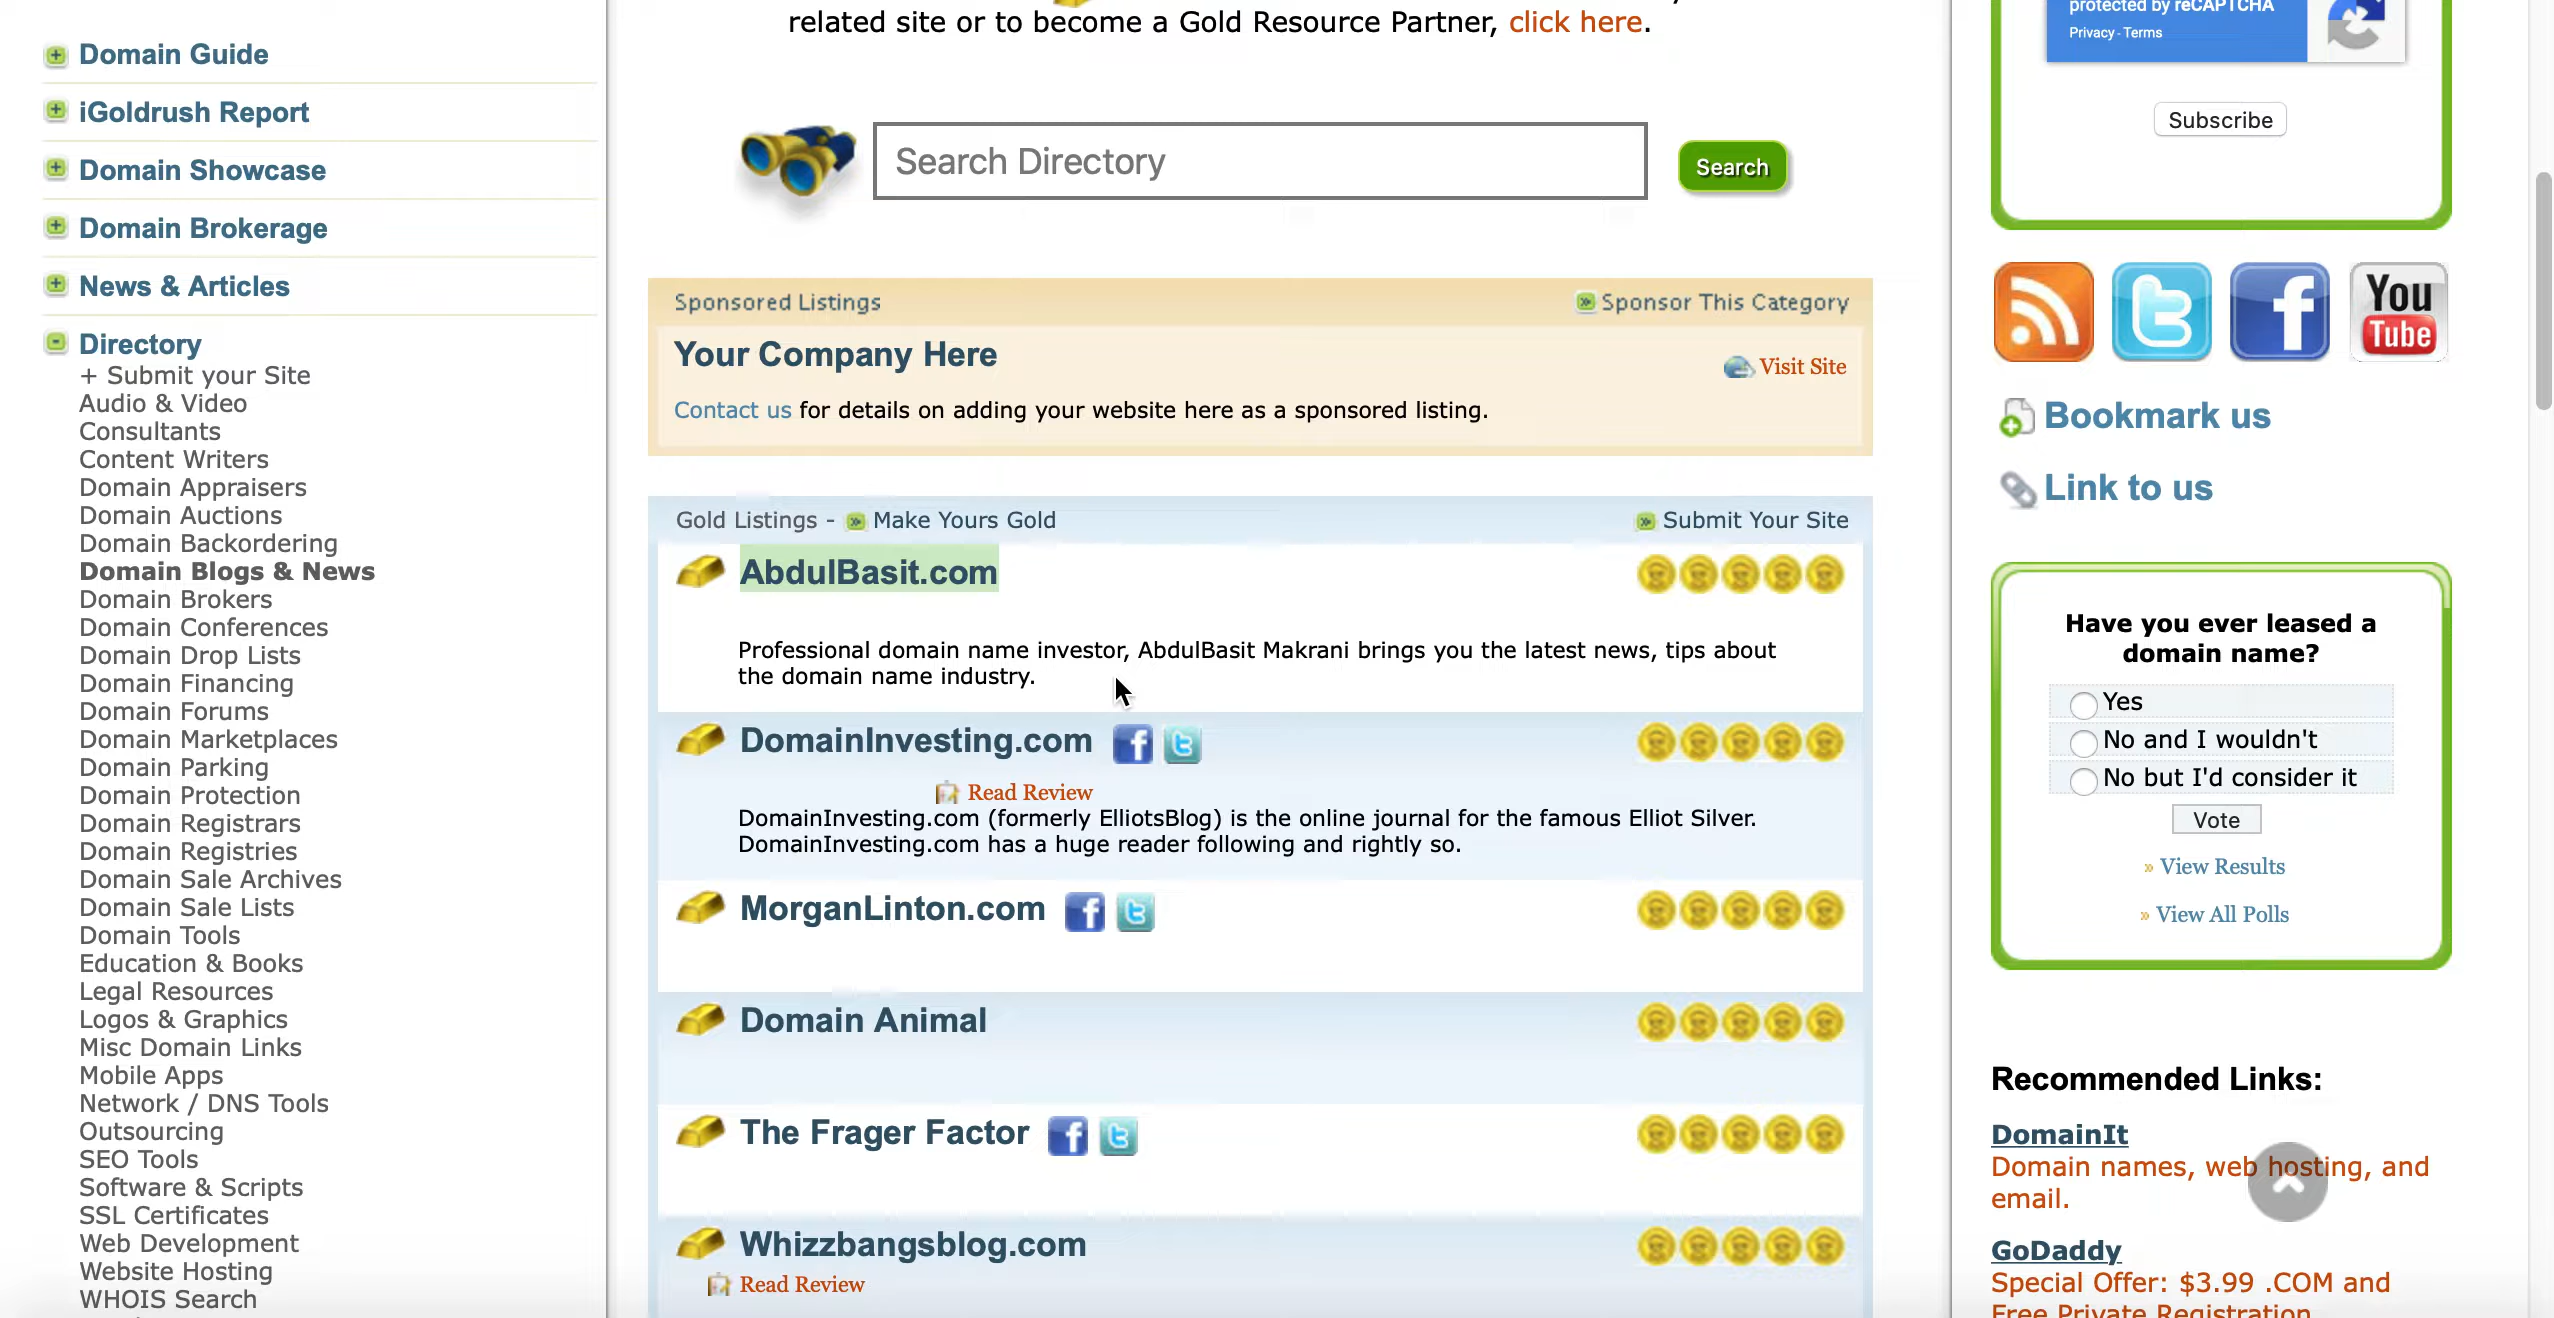 Domain Guide
iGoldrush Report
Domain Showcase
Domain Brokerage
News & Articles
Directory
+ Submit your Site
Audio & Video
Consultants
Content Writers
Domain Appraisers
Domain Auctions
Domain Backordering
Domain Blogs & News
Domain Brokers
Domain Conferences
Domain Drop Lists
Domain Financing
Domain Forums
Domain Marketplaces
Domain Parking
Domain Protection
Domain Registrars
Domain Registries
Domain Sale Archives
Domain Sale Lists
Domain Tools
Education & Books
Legal Resources
Logos & Graphics
Misc Domain Links
Mobile Apps
Network / DNS Tools
Outsourcing
SEO Tools
Software & Scripts
SSL Certificates
Web Development
Website Hosting
WHOIS Search
related site or to become a Gold Resource Partner, click here.
Search Directory
Search
Sponsored Listings
Sponsor This Category
Your Company Here
Visit Site
Contact us for details on adding your website here as a sponsored listing.
Gold Listings - Make Yours Gold
Submit Your Site
AbdulBasit.com
Professional domain name investor, AbdulBasit Makrani brings you the latest news, tips about
the domain name industry.
DomainInvesting.com
Read Review
DomainInvesting.com (formerly ElliotsBlog) is the online journal for the famous Elliot Silver.
DomainInvesting.com has a huge reader following and rightly so.
MorganLinton.com
Domain Animal
The Frager Factor
Whizzbangsblog.com
Read Review
protected by reCAPTCHA
Privacy - Terms
Subscribe
You
Tube
Bookmark us
Link to us
Have you ever leased a
domain name?
Yes
No and I wouldn't
No but I'd consider it
Vote
» View Results
» View All Polls
Recommended Links:
DomainIt
Domain names, web hosting, and
email.
GoDaddy
Special Offer: $3.99 .COM and
Free Private Registration